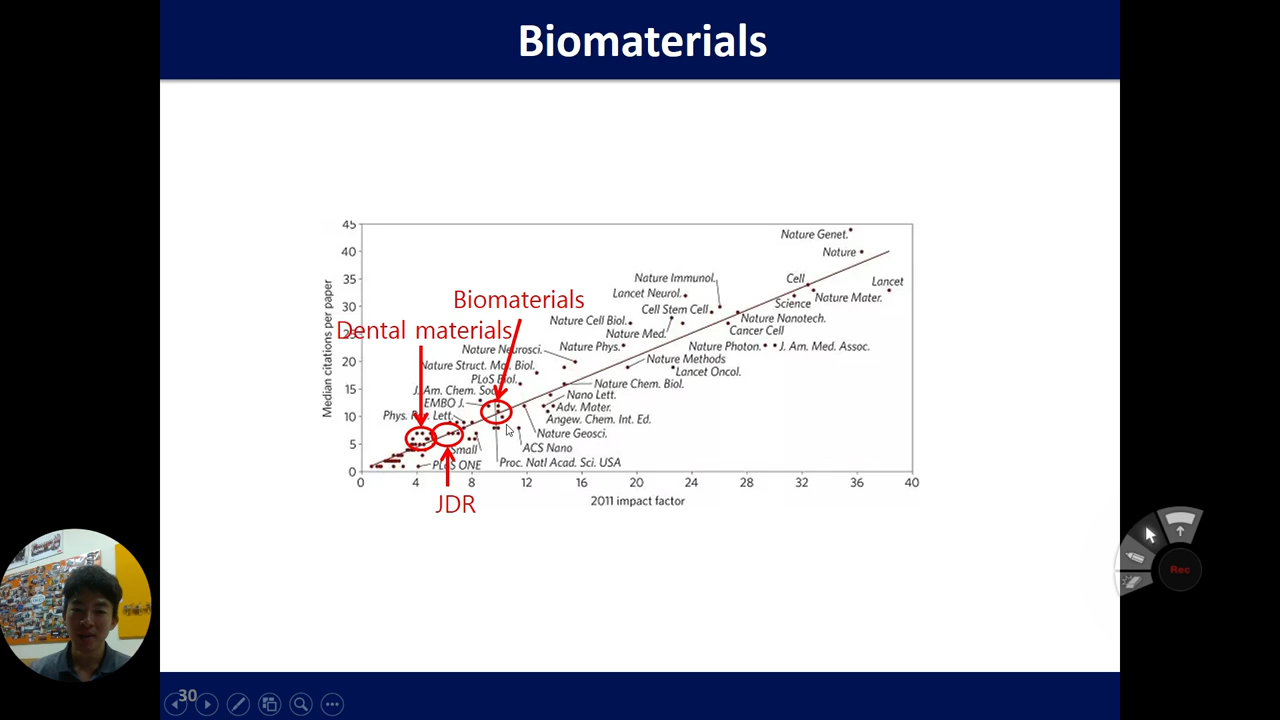 Biomaterials
45
40
35
30
25
20
15
10
5
0
Median citations per paper
Nature Genet.
Nature
Nature Immunol.
Cell
Lancet
Lancet Neurol.
Science
Nature Mater.
Biomaterials
Cell Stem Cell
Nature Cell Biol.
Nature Nanotech.
Dental materials
Nature Med.
Cancer Cell
Nature Phys.
Nature Photon.
J. Am. Med. Assoc.
Nature Neurosci.
Nature Methods
Nature Struct. Mol. Biol.
Lancet Oncol.
PLoS Biol.
Nature Chem. Biol.
J. Am. Chem. Soc.
Nano Lett.
EMBO J.
Adv. Mater.
Phys. Rev. Lett.
Angew. Chem. Int. Ed.
Nature Geosci.
Small
ACS Nano
PLoS ONE
Proc. Natl Acad. Sci. USA
0 4 8 12 16 20 24 28 32 36 40
2011 impact factor
JDR
Rec
30